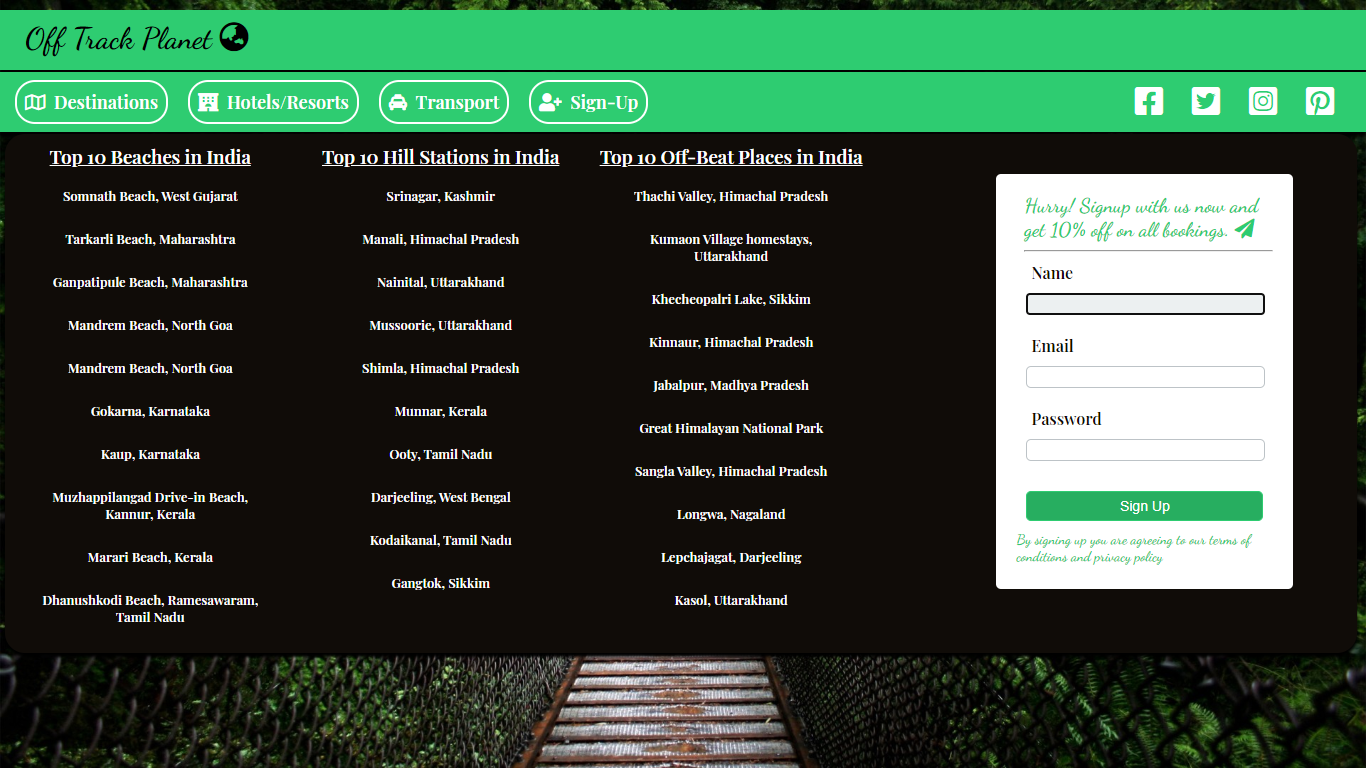 Off Track Planet
Destinations
Hotels/Resorts
Transport
Sign-Up
Top 10 Beaches in India
Somnath Beach, West Gujarat
Tarkarli Beach, Maharashtra
Ganpatipule Beach, Maharashtra
Mandrem Beach, North Goa
Mandrem Beach, North Goa
Gokarna, Karnataka
Kaup, Karnataka
Muzhappilangad Drive-in Beach,
Kannur, Kerala
Marari Beach, Kerala
Dhanushkodi Beach, Ramesawaram,
Tamil Nadu
Top 10 Hill Stations in India
Srinagar, Kashmir
Manali, Himachal Pradesh
Nainital, Uttarakhand
Mussoorie, Uttarakhand
Shimla, Himachal Pradesh
Munnar, Kerala
Ooty, Tamil Nadu
Darjeeling, West Bengal
Kodaikanal, Tamil Nadu
Gangtok, Sikkim
Top 10 Off-Beat Places in India
Thachi Valley, Himachal Pradesh
Kumaon Village homestays,
Uttarakhand
Khecheopalri Lake, Sikkim
Kinnaur, Himachal Pradesh
Jabalpur, Madhya Pradesh
Great Himalayan National Park
Sangla Valley, Himachal Pradesh
Longwa, Nagaland
Lepchajagat, Darjeeling
Kasol, Uttarakhand
Hurry! Signup with us now and
get 10% off on all bookings.
Name
Email
Password
Sign Up
By signing up you are agreeing to our terms of
conditions and privacy policy